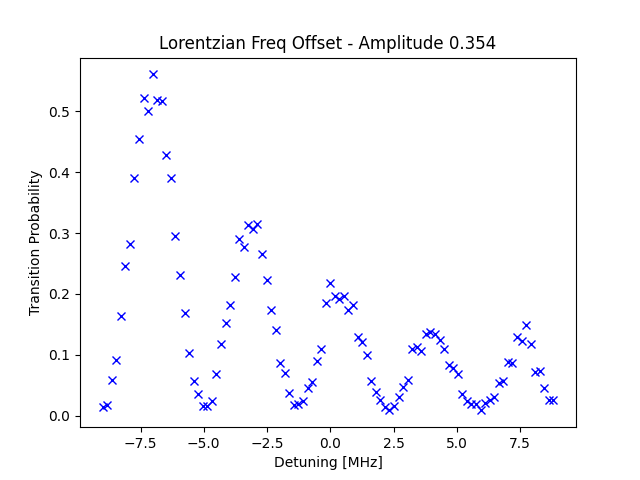 Lorentzian Freq Offset - Amplitude 0.354
Transition Probability
0.5
0.4
0.3
0.2
0.1
0.0
−7.5 −5.0 −2.5 0.0 2.5 5.0 7.5
Detuning [MHz]